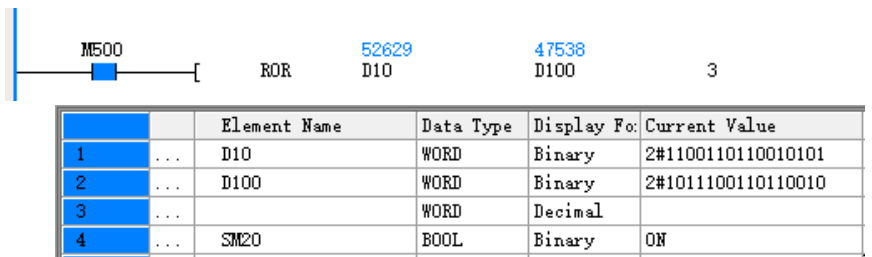 M500 52629 47538
[ ROR D10 D100 3
Element Name Data Type Display Fo: Current Value
1 ... D10 WORD Binary 2#1100110110010101
2 ... D100 WORD Binary 2#1011100110110010
3 ... WORD Decimal
4 ... SM20 BOOL Binary ON